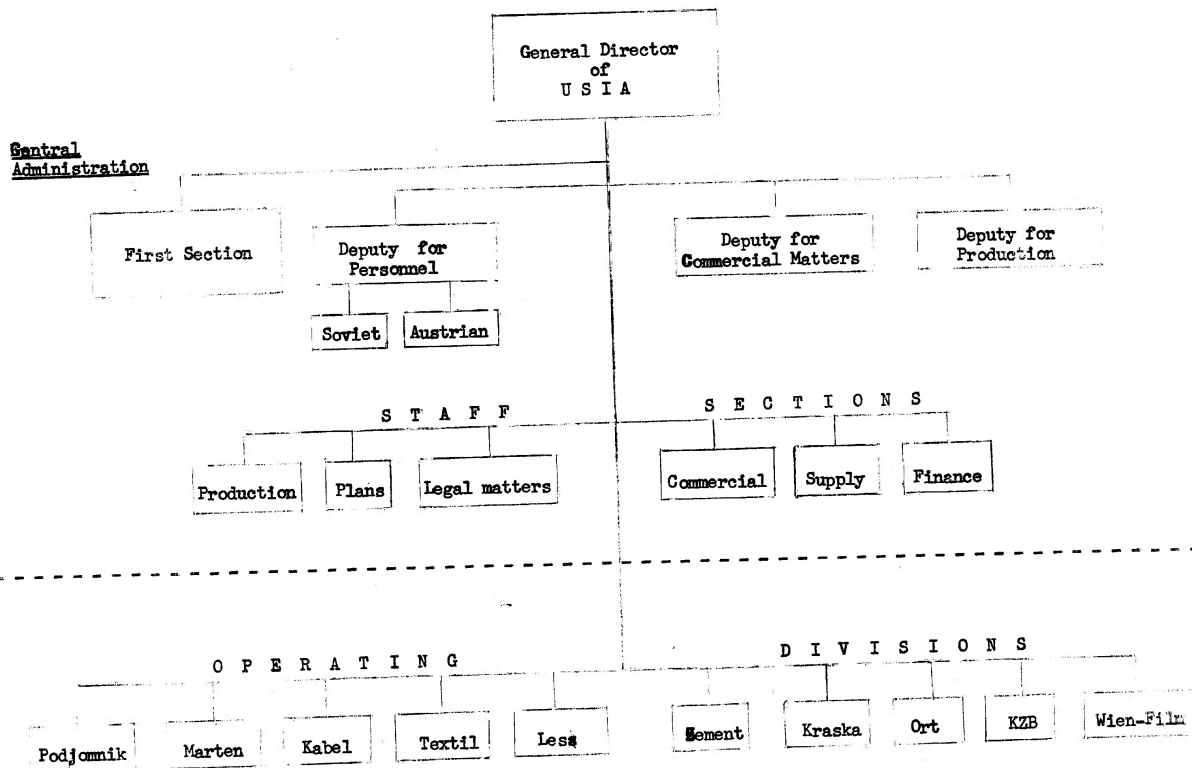 General Director
of
U S I A
Central
Administration
First Section
Deputy for
Personnel
Deputy for
Commercial Matters
Deputy for
Production
Soviet
Austrian
S T A F F
S E C T I O N S
Production
Plans
Legal matters
Commercial
Supply
Finance
O P E R A T I N G
D I V I S I O N S
Podjomnik
Marten
Kabel
Textil
Less
Zement
Kraska
Ort
KZB
Wien-Film